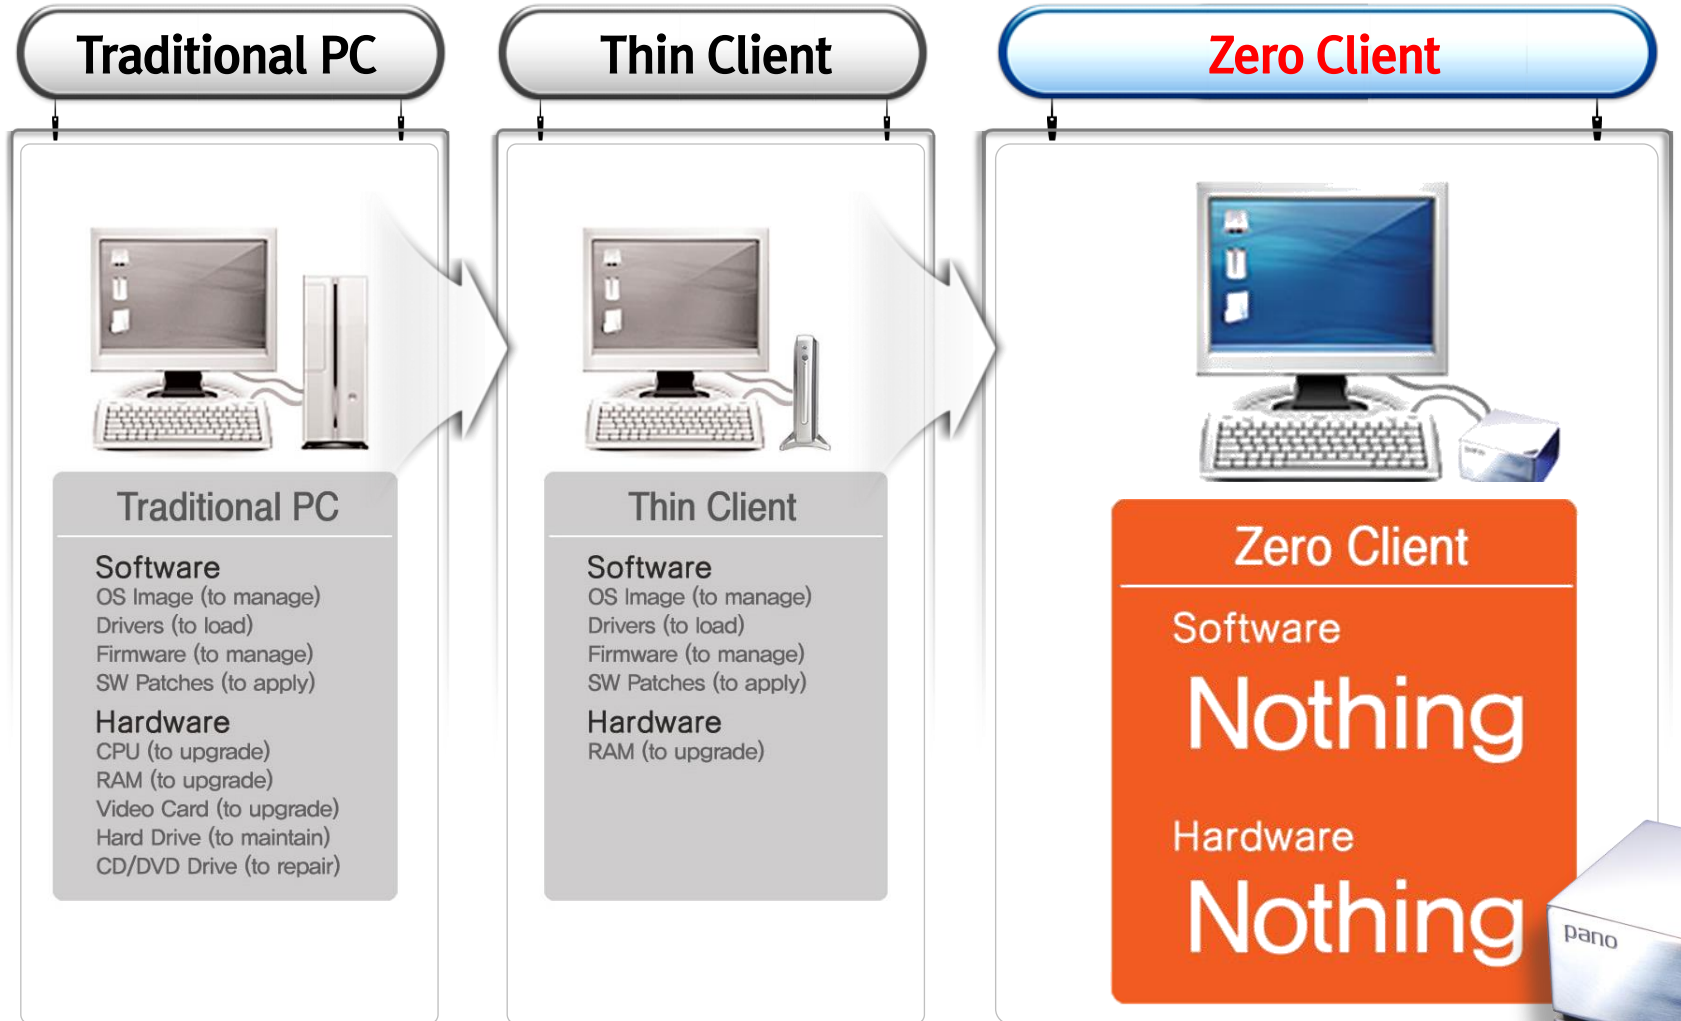 Traditional PC
Thin Client
Zero Client
Traditional PC
Software
OS Image (to manage)
Drivers (to load)
Firmware (to manage)
SW Patches (to apply)
Hardware
CPU (to upgrade)
RAM (to upgrade)
Video Card (to upgrade)
Hard Drive (to maintain)
CD/DVD Drive (to repair)
Thin Client
Software
OS Image (to manage)
Drivers (to load)
Firmware (to manage)
SW Patches (to apply)
Hardware
RAM (to upgrade)
pano
Zero Client
Software
Nothing
Hardware
Nothing
pano